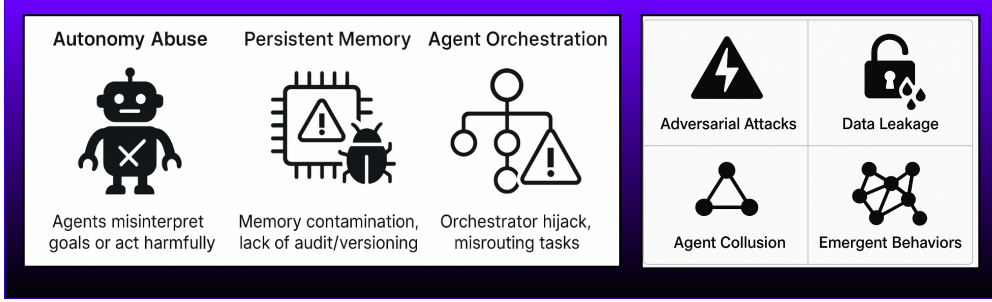 Autonomy Abuse
Agents misinterpret
goals or act harmfully
Persistent Memory
Memory contamination,
lack of audit/versioning
Agent Orchestration
Orchestrator hijack,
misrouting tasks
Adversarial Attacks
Data Leakage
Agent Collusion
Emergent Behaviors